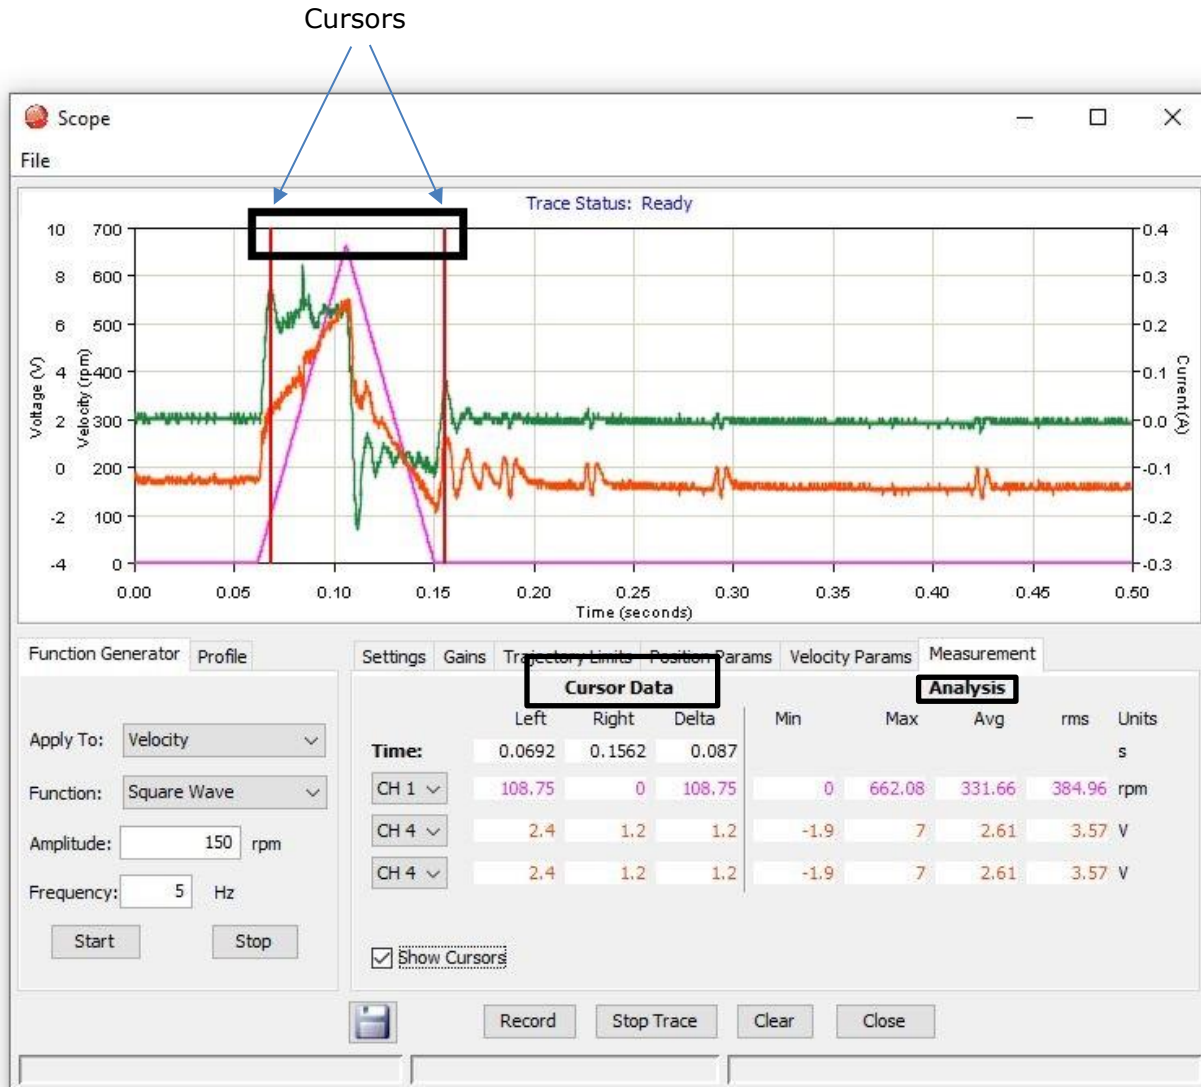 Cursors
Scope
File
Trace Status: Ready
10 700 0.4
8 600 0.3
6 500 0.2
4 400 0.1
2 300 0.0
0 200 -0.1
-2 100 -0.2
-4 0 -0.3
Voltage (V)
Velocity (rpm)
Current(A)
0.00 0.05 0.10 0.15 0.20 0.25 0.30 0.35 0.40 0.45 0.50
Time (seconds)
Function Generator Profile
Settings Gains Trajectory Limits Position Params Velocity Params Measurement
Apply To: Velocity
Function: Square Wave
Amplitude: 150 rpm
Frequency: 5 Hz
Start Stop
Cursor Data Analysis
Left Right Delta Min Max Avg rms Units
Time: 0.0692 0.1562 0.087 s
CH 1 108.75 0 108.75 0 662.08 331.66 384.96 rpm
CH 4 2.4 1.2 1.2 -1.9 7 2.61 3.57 V
CH 4 2.4 1.2 1.2 -1.9 7 2.61 3.57 V
Show Cursors
Record Stop Trace Clear Close